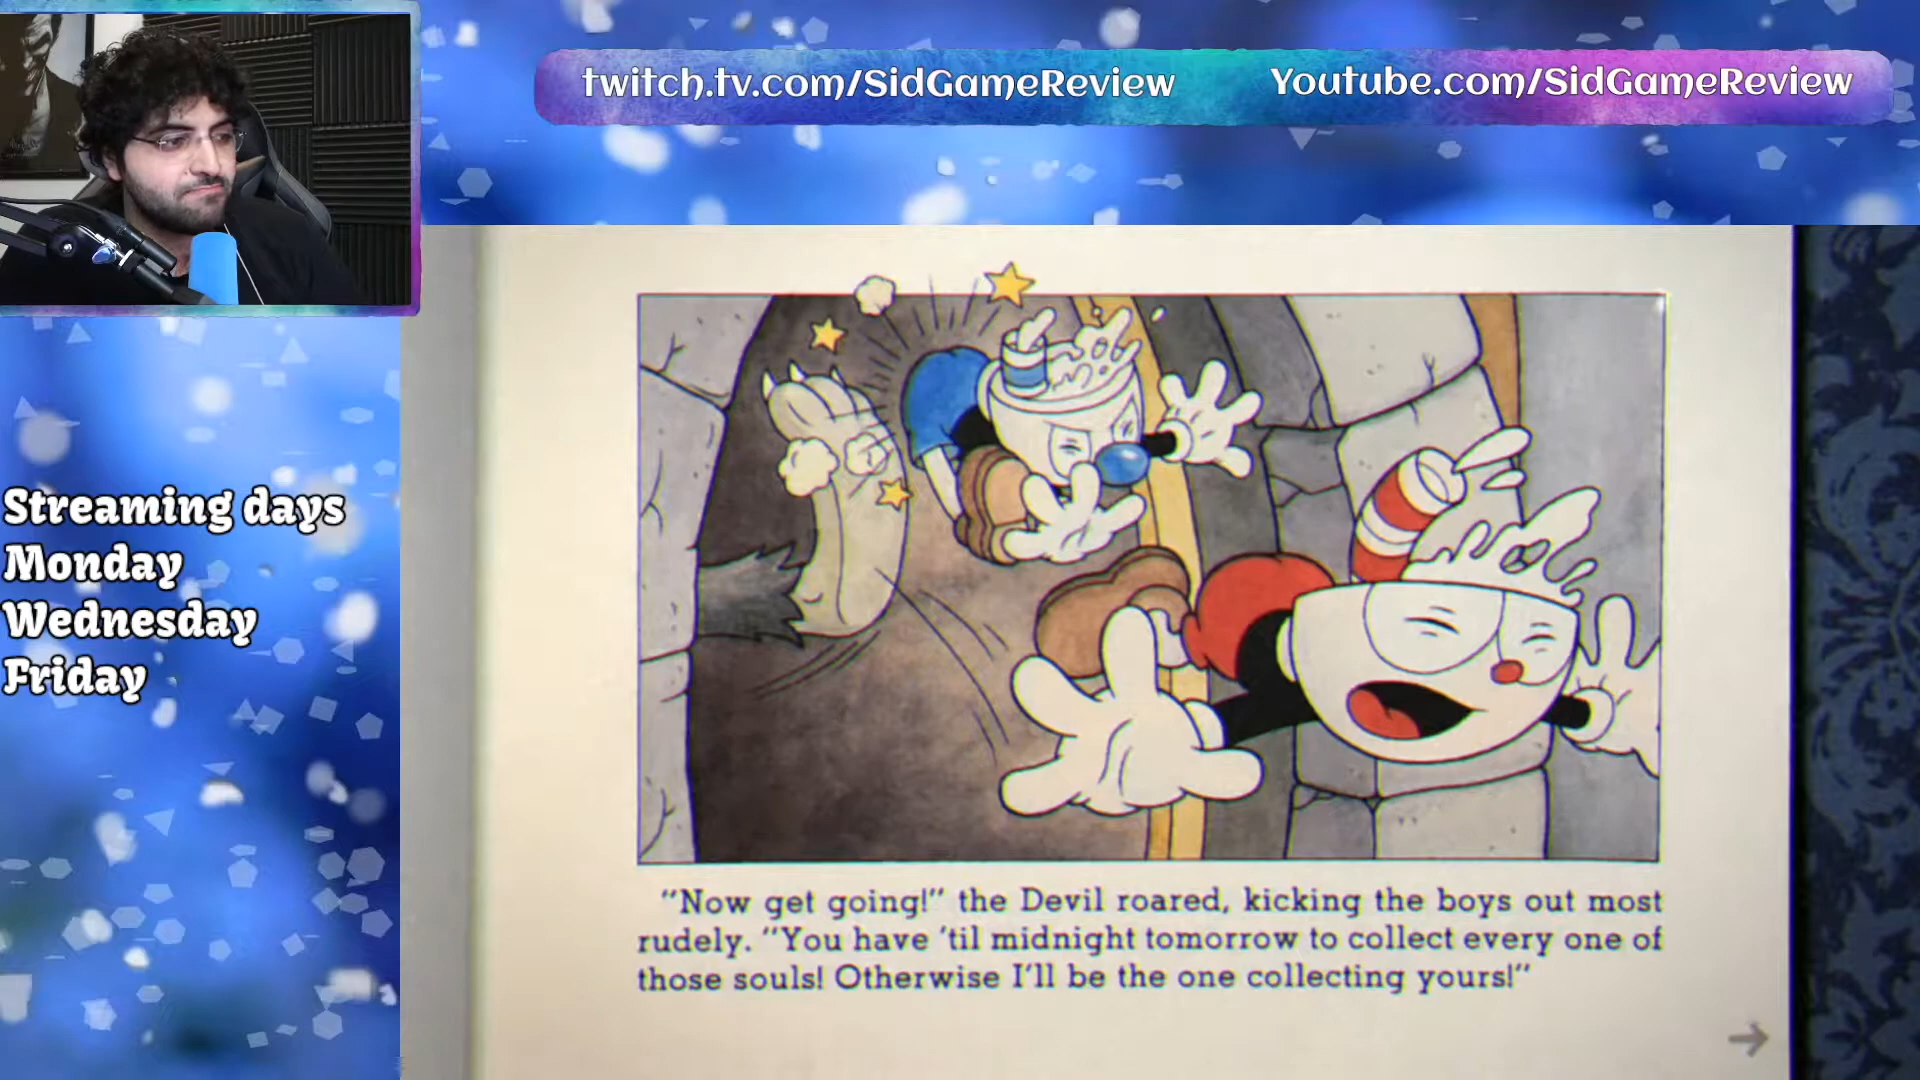 twitch.tv.com/SidGameReview
Youtube.com/SidGameReview
Streaming days
Monday
Wednesday
Friday
“Now get going!” the Devil roared, kicking the boys out most
rudely. “You have ’til midnight tomorrow to collect every one of
those souls! Otherwise I’ll be the one collecting yours!”